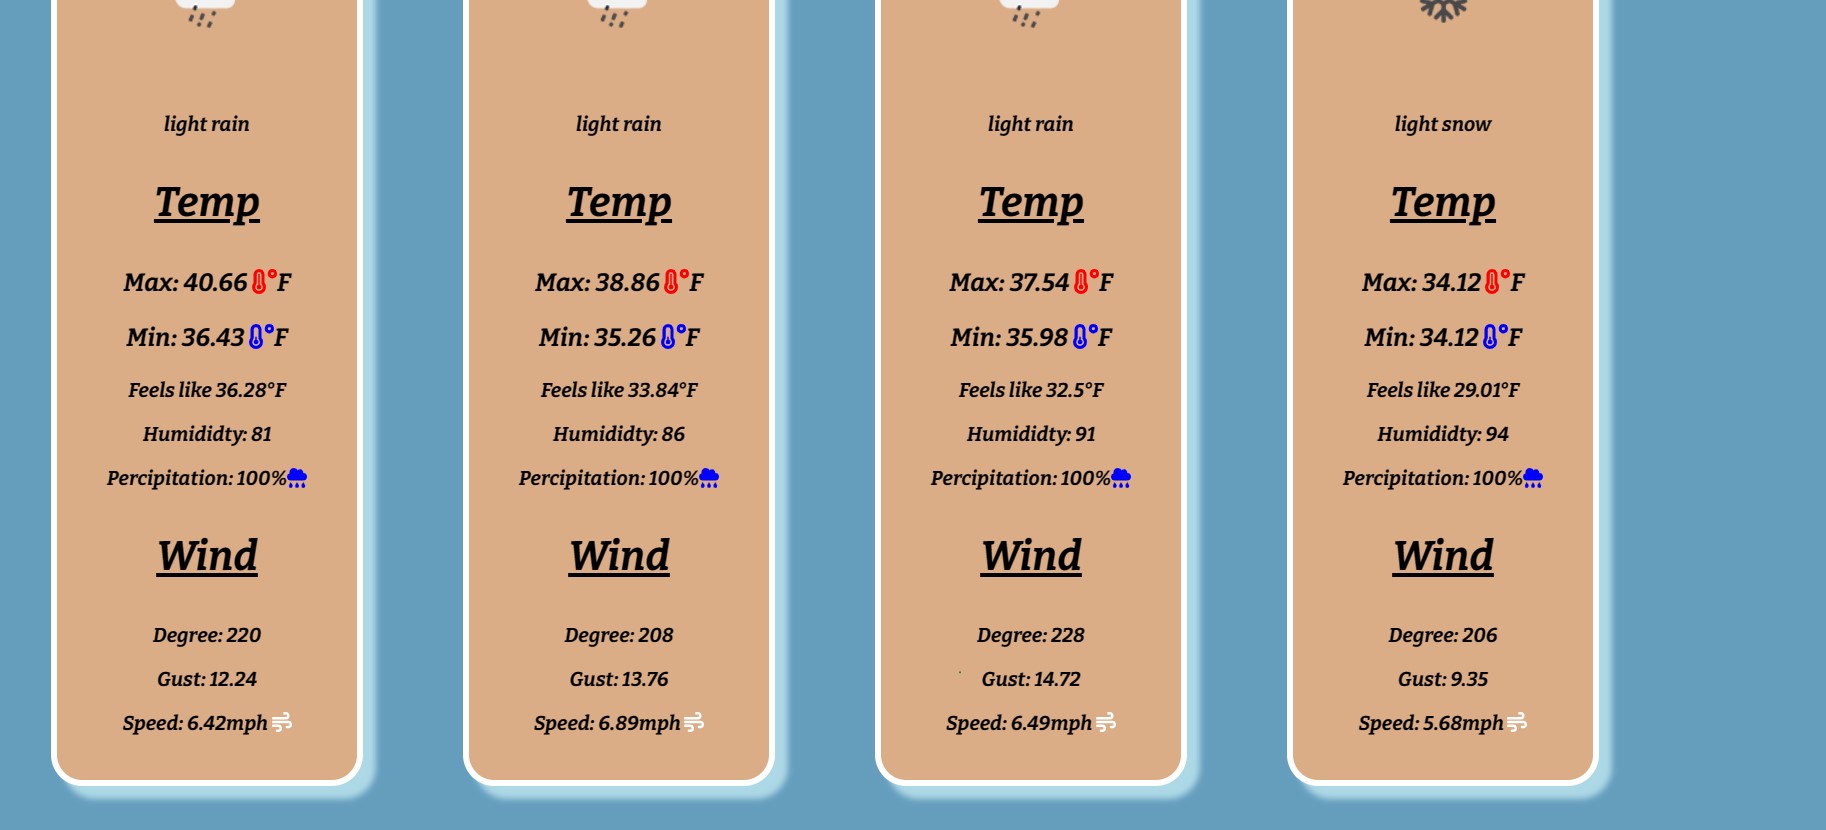 light rain
Temp
Max: 40.66 °F
Min: 36.43 °F
Feels like 36.28°F
Humididty: 81
Percipitation: 100%
Wind
Degree: 220
Gust: 12.24
Speed: 6.42mph
light rain
Temp
Max: 38.86 °F
Min: 35.26 °F
Feels like 33.84°F
Humididty: 86
Percipitation: 100%
Wind
Degree: 208
Gust: 13.76
Speed: 6.89mph
light rain
Temp
Max: 37.54 °F
Min: 35.98 °F
Feels like 32.5°F
Humididty: 91
Percipitation: 100%
Wind
Degree: 228
Gust: 14.72
Speed: 6.49mph
light snow
Temp
Max: 34.12 °F
Min: 34.12 °F
Feels like 29.01°F
Humididty: 94
Percipitation: 100%
Wind
Degree: 206
Gust: 9.35
Speed: 5.68mph